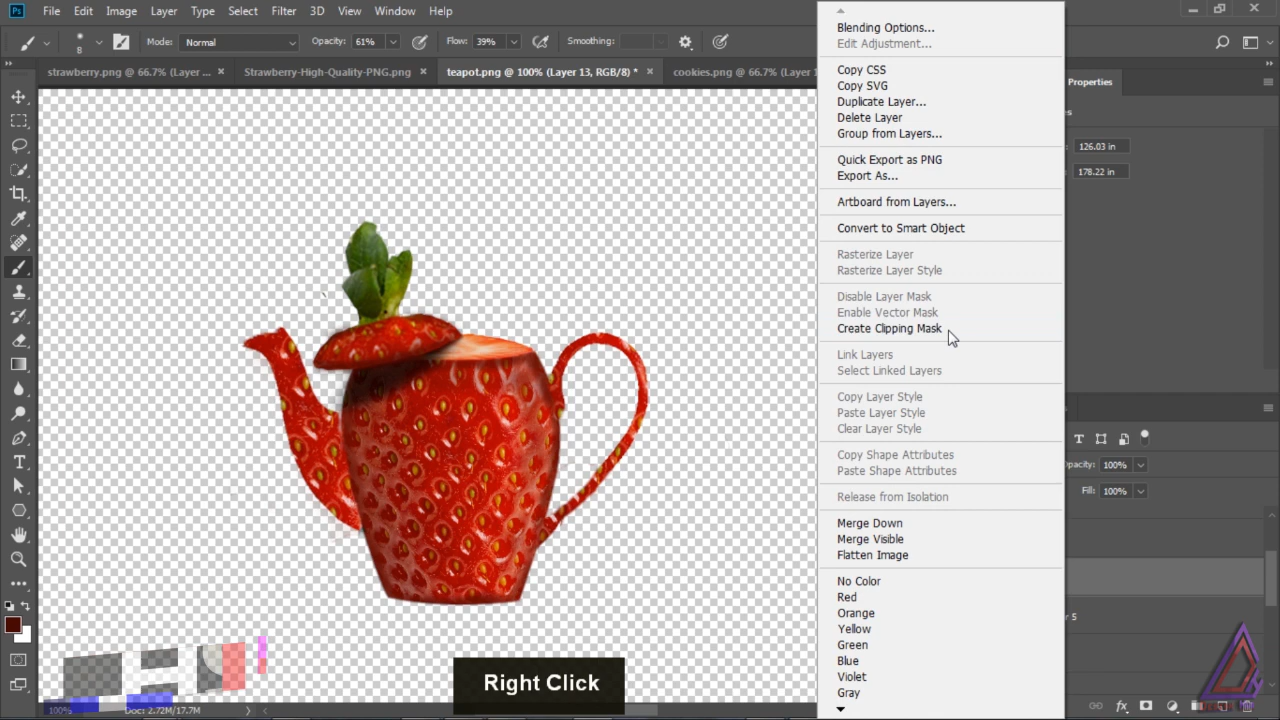 Ps File Edit Image Layer Type Select Filter 3D View Window Help
8 Mode: Normal Opacity: 61% Flow: 39% Smoothing:
strawberry.png @ 66.7% (Layer ... × Strawberry-High-Quality-PNG.png × teapot.png @ 100% (Layer 13, RGB/8) * × cookies.png @ 66.7% (Layer 1
Blending Options...
Edit Adjustment...
Copy CSS
Copy SVG
Duplicate Layer...
Delete Layer
Group from Layers...
Quick Export as PNG
Export As...
Artboard from Layers...
Convert to Smart Object
Rasterize Layer
Rasterize Layer Style
Disable Layer Mask
Enable Vector Mask
Create Clipping Mask
Link Layers
Select Linked Layers
Copy Layer Style
Paste Layer Style
Clear Layer Style
Copy Shape Attributes
Paste Shape Attributes
Release from Isolation
Merge Down
Merge Visible
Flatten Image
No Color
Red
Orange
Yellow
Green
Blue
Violet
Gray
Properties
es
126.03 in
178.22 in
Opacity: 100%
Fill: 100%
5
Right Click
100% Doc: 2.72M/17.7M